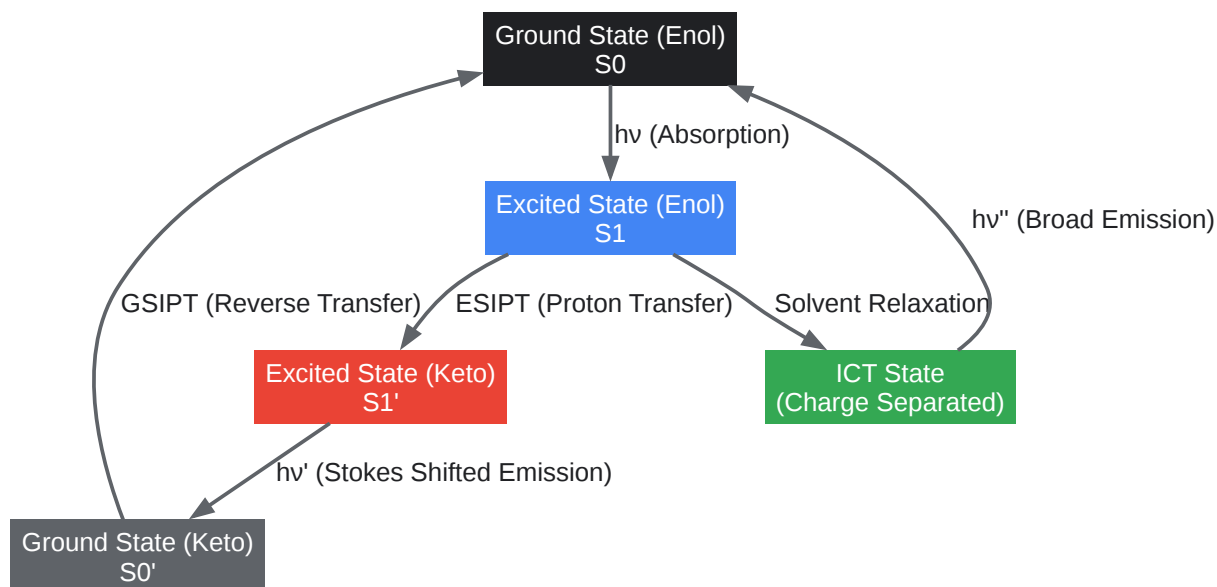 Ground State (Enol)
S0
hν (Absorption)
Excited State (Enol)
S1
hν'' (Broad Emission)
GSIPT (Reverse Transfer)
ESIPT (Proton Transfer)
Solvent Relaxation
Excited State (Keto)
S1'
ICT State
(Charge Separated)
hν' (Stokes Shifted Emission)
Ground State (Keto)
S0'